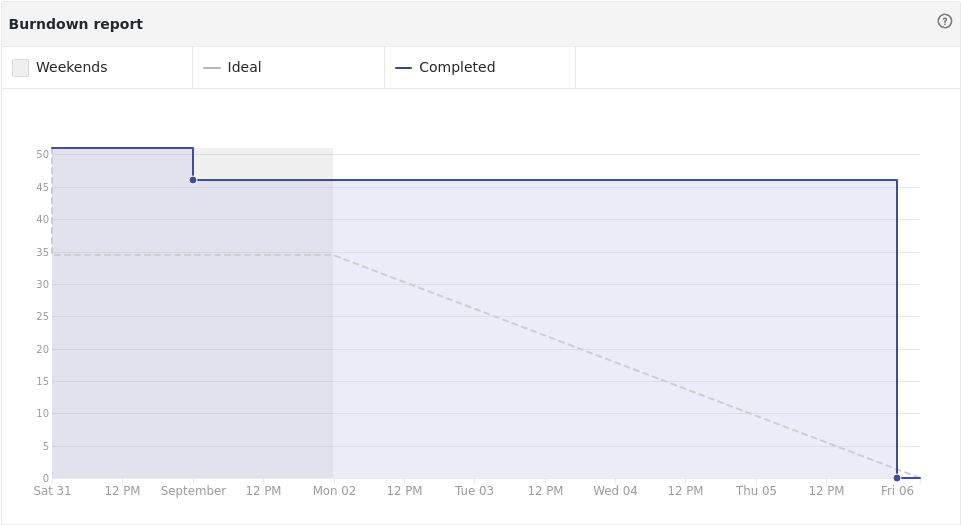 Burndown report
?
Weekends
Ideal
Completed
50
45
40
35
30
25
20
15
10
5
0
Sat 31 12 PM September 12 PM Mon 02 12 PM Tue 03 12 PM Wed 04 12 PM Thu 05 12 PM Fri 06